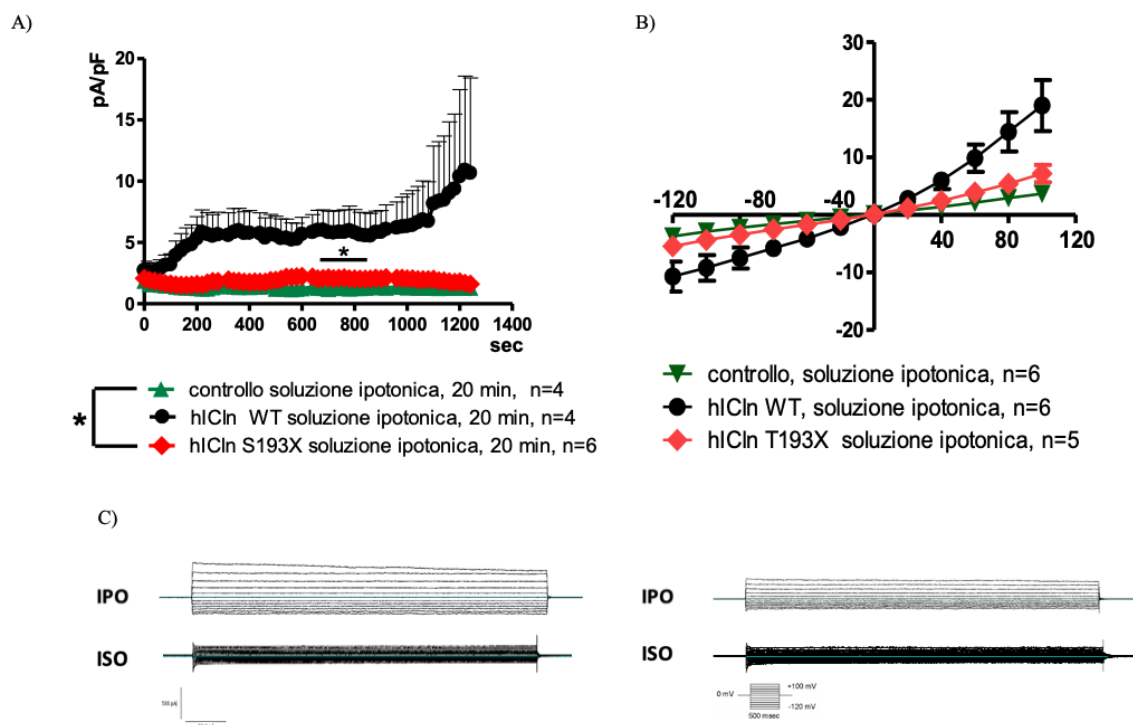 A)
pA/pF
20
15
10
5
0
0 200 400 600 800 1000 1200 1400
sec
*
* controllo soluzione ipotonica, 20 min, n=4
hICln WT soluzione ipotonica, 20 min, n=4
hICln S193X soluzione ipotonica, 20 min, n=6
B)
30
20
10
-120 -80 -40
40 80 120
-10
-20
controllo, soluzione ipotonica, n=6
hICln WT, soluzione ipotonica, n=6
hICln T193X soluzione ipotonica, n=5
C)
IPO
ISO
IPO
ISO
0 mV
+100 mV
-120 mV
500 msec